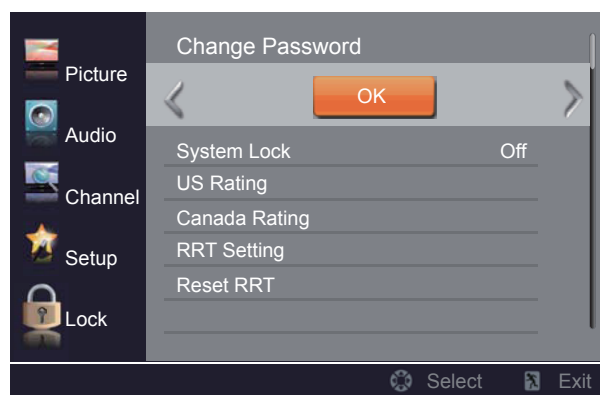 Picture
Audio
Channel
Setup
Lock
Change Password
OK
System Lock Off
US Rating
Canada Rating
RRT Setting
Reset RRT
Select Exit